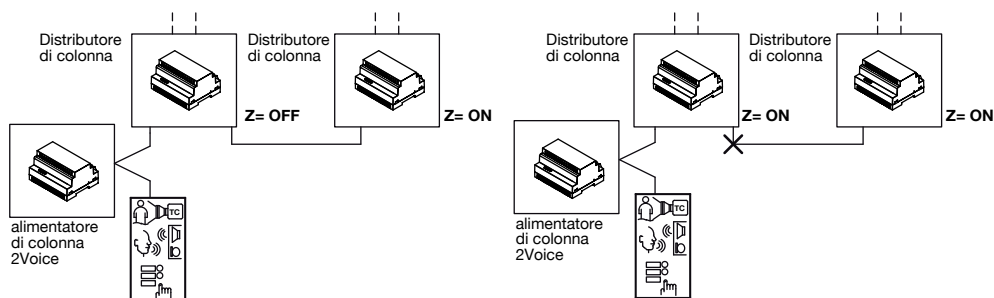 Distributore
di colonna
Distributore
di colonna
Z= OFF
Z= ON
alimentatore
di colonna
2Voice
TC
Distributore
di colonna
Distributore
di colonna
Z= ON
Z= ON
alimentatore
di colonna
2Voice
TC